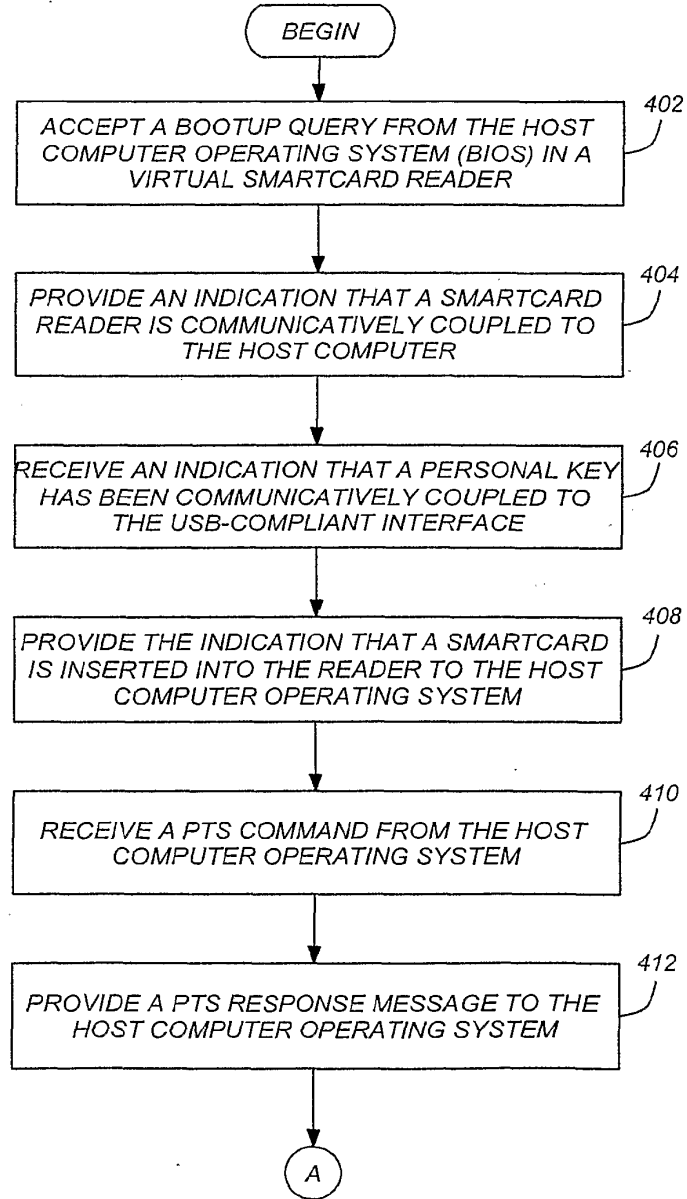 BEGIN
402
ACCEPT A BOOTUP QUERY FROM THE HOST
COMPUTER OPERATING SYSTEM (BIOS) IN A
VIRTUAL SMARTCARD READER
404
PROVIDE AN INDICATION THAT A SMARTCARD
READER IS COMMUNICATIVELY COUPLED TO
THE HOST COMPUTER
406
RECEIVE AN INDICATION THAT A PERSONAL KEY
HAS BEEN COMMUNICATIVELY COUPLED TO
THE USB-COMPLIANT INTERFACE
408
PROVIDE THE INDICATION THAT A SMARTCARD
IS INSERTED INTO THE READER TO THE HOST
COMPUTER OPERATING SYSTEM
410
RECEIVE A PTS COMMAND FROM THE HOST
COMPUTER OPERATING SYSTEM
412
PROVIDE A PTS RESPONSE MESSAGE TO THE
HOST COMPUTER OPERATING SYSTEM
A